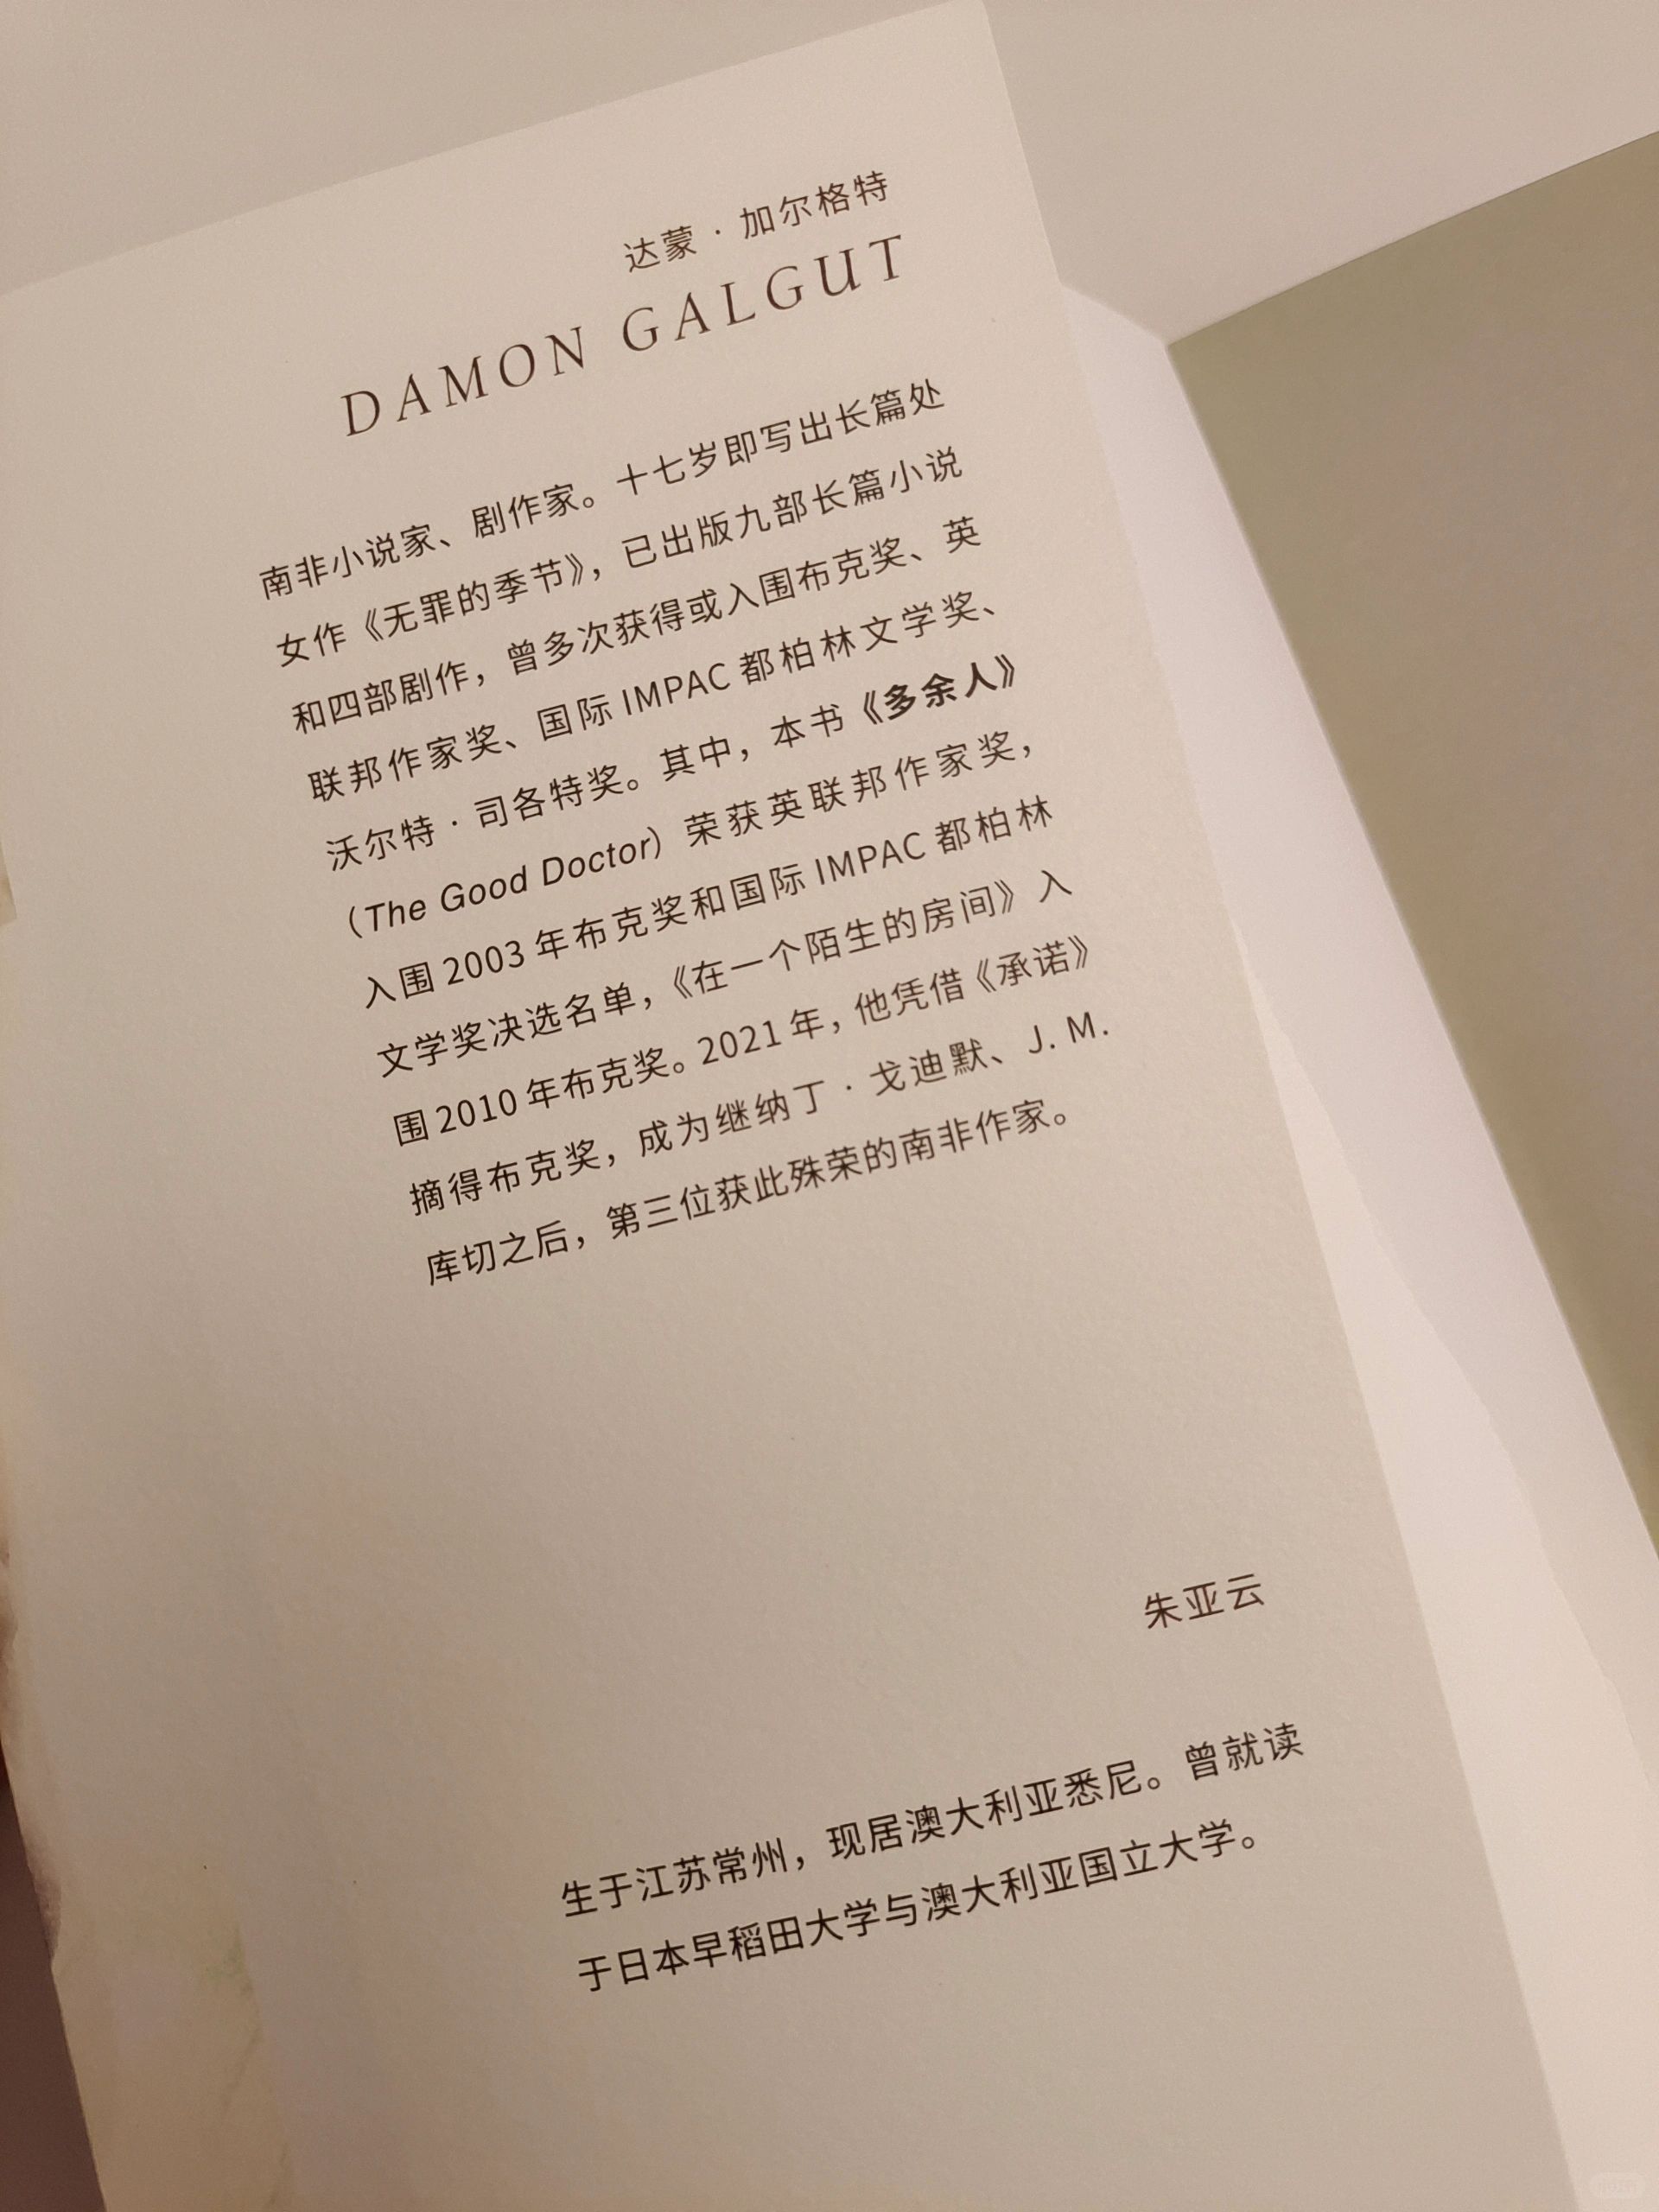 达蒙·加尔格特
DAMON GALGUT
南非小说家、剧作家。十七岁即写出长篇处
女作《无罪的季节》，已出版九部长篇小说
和四部剧作，曾多次获得或入围布克奖、英
联邦作家奖、国际 IMPAC 都柏林文学奖、
沃尔特·司各特奖。其中，本书《多余人》
（The Good Doctor）荣获英联邦作家奖，
入围 2003 年布克奖和国际 IMPAC 都柏林
文学奖决选名单，《在一个陌生的房间》入
围 2010 年布克奖。2021 年，他凭借《承诺》
摘得布克奖，成为继纳丁·戈迪默、J. M.
库切之后，第三位获此殊荣的南非作家。
朱亚云
生于江苏常州，现居澳大利亚悉尼。曾就读
于日本早稻田大学与澳大利亚国立大学。